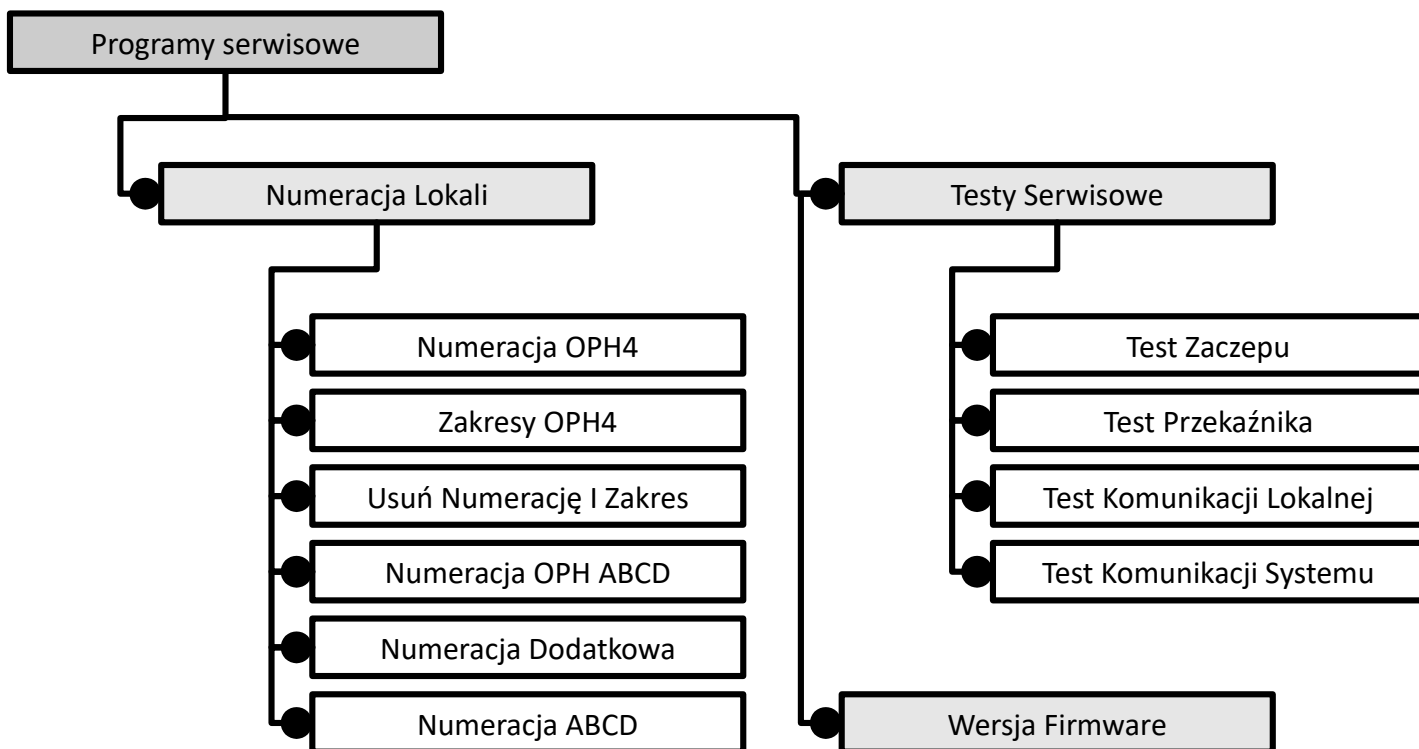 Programy serwisowe
Numeracja Lokali
Numeracja OPH4
Zakresy OPH4
Usuń Numerację I Zakres
Numeracja OPH ABCD
Numeracja Dodatkowa
Numeracja ABCD
Testy Serwisowe
Test Zaczepu
Test Przekaźnika
Test Komunikacji Lokalnej
Test Komunikacji Systemu
Wersja Firmware